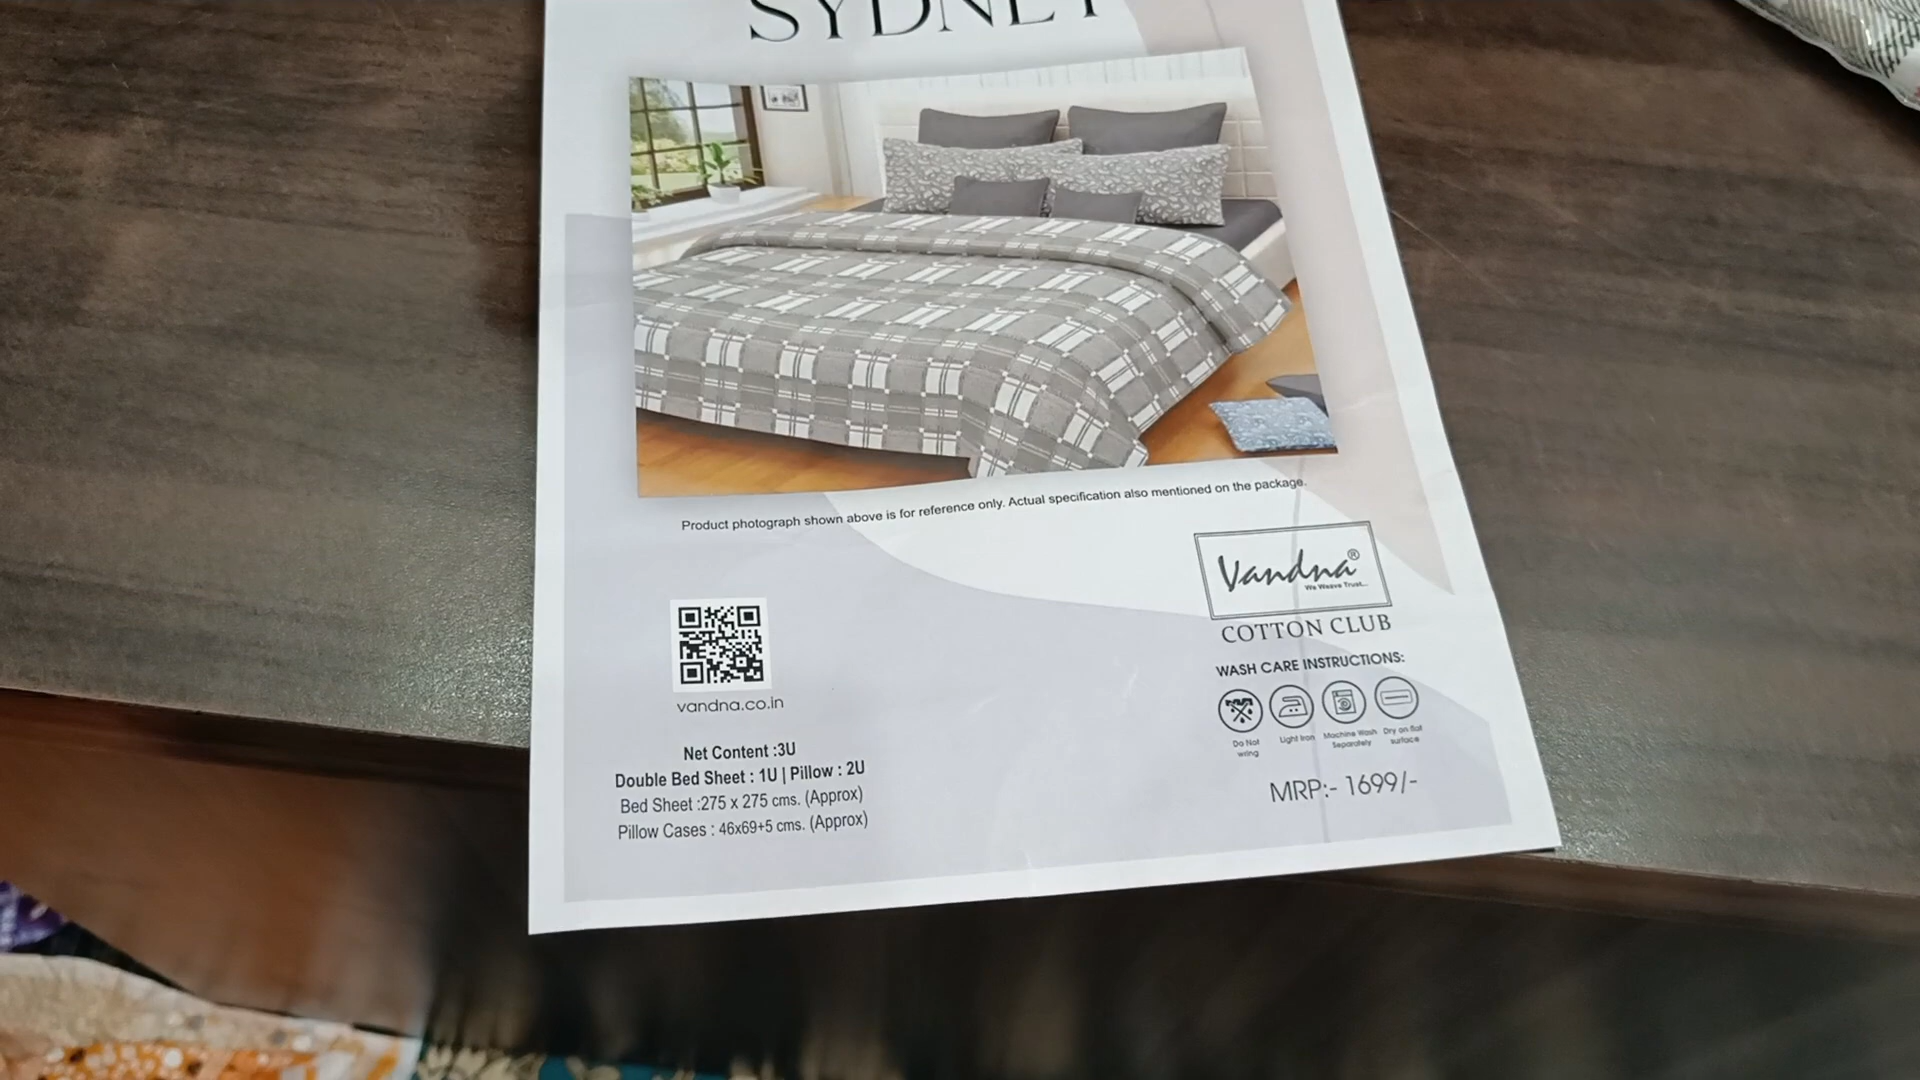 SYDNEY
Product photograph shown above is for reference only. Actual specification also mentioned on the package.
Vandna®
We Weave Trust...
COTTON CLUB
WASH CARE INSTRUCTIONS:
Do Not wring
Light Iron
Machine Wash Separately
Dry on flat surface
MRP:- 1699/-
vandna.co.in
Net Content :3U
Double Bed Sheet : 1U | Pillow : 2U
Bed Sheet :275 x 275 cms. (Approx)
Pillow Cases : 46x69+5 cms. (Approx)